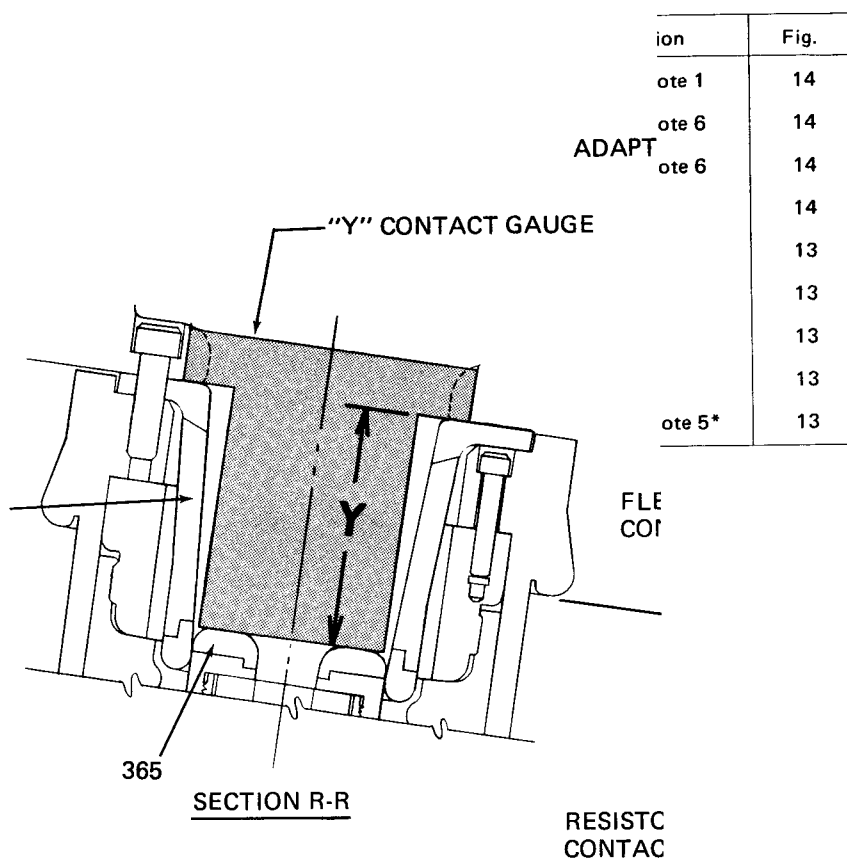 ion Fig.
ote 1 14
ote 6 14
ADAPT
ote 6 14
14
"Y" CONTACT GAUGE
13
13
13
13
ote 5* 13
Y
FLE
CO
365
SECTION R-R
RESISTO
CONTAC